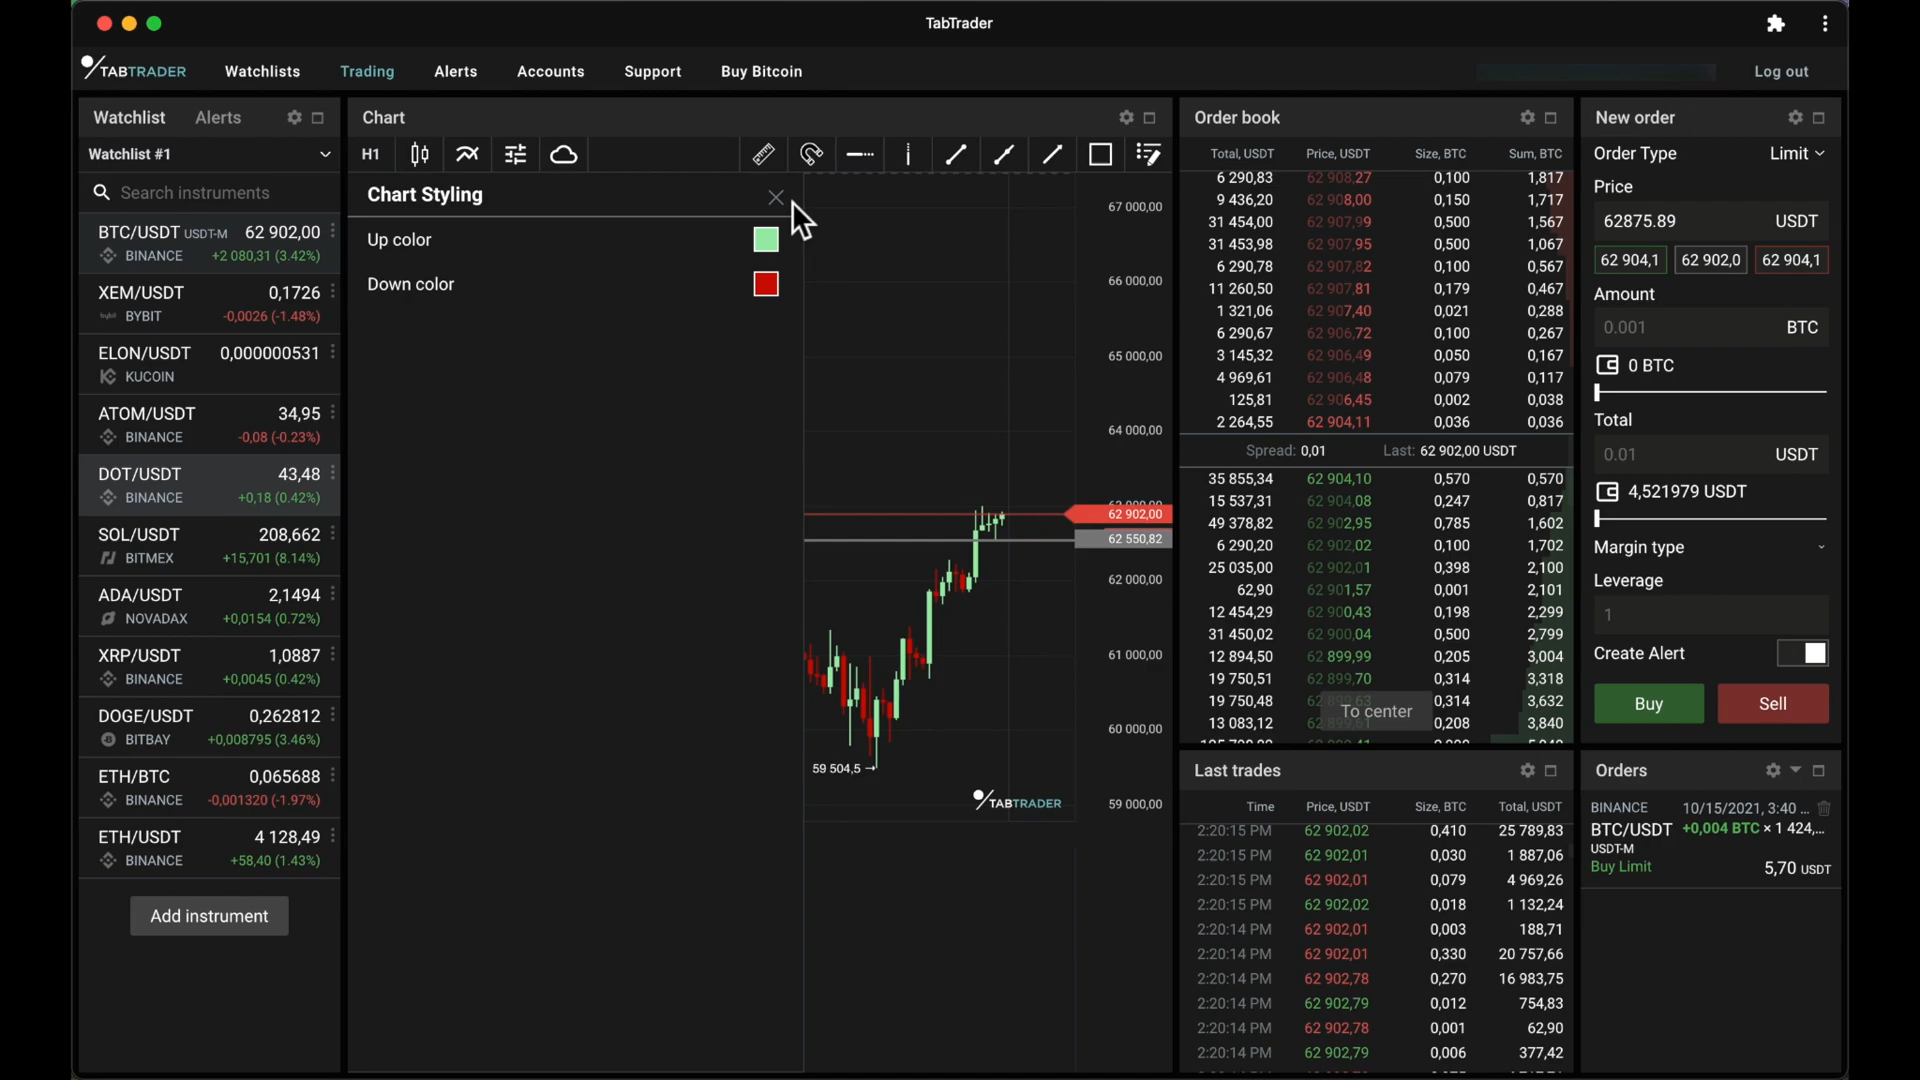 TabTrader
TABTRADER
Watchlists
Trading
Alerts
Accounts
Support
Buy Bitcoin
Log out
Watchlist
Alerts
Watchlist #1
Search instruments
BTC/USDT USDT-M 62 902,00
BINANCE +2 080,31 (3.42%)
XEM/USDT 0,1726
BYBIT -0,0026 (-1.48%)
ELON/USDT 0,000000531
KUCOIN
ATOM/USDT 34,95
BINANCE -0,08 (-0.23%)
DOT/USDT 43,48
BINANCE +0,18 (0.42%)
SOL/USDT 208,662
BITMEX +15,701 (8.14%)
ADA/USDT 2,1494
NOVADAX +0,0154 (0.72%)
XRP/USDT 1,0887
BINANCE +0,0045 (0.42%)
DOGE/USDT 0,262812
BITBAY +0,008795 (3.46%)
ETH/BTC 0,065688
BINANCE -0,001320 (-1.97%)
ETH/USDT 4 128,49
BINANCE +58,40 (1.43%)
Add instrument
Chart
H1
Chart Styling
Up color
Down color
67 000,00
66 000,00
65 000,00
64 000,00
62 902,00
62 550,82
62 000,00
61 000,00
60 000,00
59 504,5
59 000,00
TABTRADER
Order book
Total, USDT Price, USDT Size, BTC Sum, BTC
6 290,83 62 908,27 0,100 1,817
9 436,20 62 908,00 0,150 1,717
31 454,00 62 907,99 0,500 1,567
31 453,98 62 907,95 0,500 1,067
6 290,78 62 907,82 0,100 0,567
11 260,50 62 907,81 0,179 0,467
1 321,06 62 907,40 0,021 0,288
6 290,67 62 906,72 0,100 0,267
3 145,32 62 906,49 0,050 0,167
4 969,61 62 906,48 0,079 0,117
125,81 62 906,45 0,002 0,038
2 264,55 62 904,11 0,036 0,036
Spread: 0,01 Last: 62 902,00 USDT
35 855,34 62 904,10 0,570 0,570
15 537,31 62 904,08 0,247 0,817
49 378,82 62 902,95 0,785 1,602
6 290,20 62 902,02 0,100 1,702
25 035,00 62 902,01 0,398 2,100
62,90 62 901,57 0,001 2,101
12 454,29 62 900,43 0,198 2,299
31 450,02 62 900,04 0,500 2,799
12 894,50 62 899,99 0,205 3,004
19 750,51 62 899,70 0,314 3,318
19 750,48 62 899,63 0,314 3,632
To center
13 083,12 62 899,61 0,208 3,840
Last trades
Time Price, USDT Size, BTC Total, USDT
2:20:15 PM 62 902,02 0,410 25 789,83
2:20:15 PM 62 902,01 0,030 1 887,06
2:20:15 PM 62 902,01 0,079 4 969,26
2:20:15 PM 62 902,02 0,018 1 132,24
2:20:14 PM 62 902,01 0,003 188,71
2:20:14 PM 62 902,01 0,330 20 757,66
2:20:14 PM 62 902,78 0,270 16 983,75
2:20:14 PM 62 902,79 0,012 754,83
2:20:14 PM 62 902,78 0,001 62,90
2:20:14 PM 62 902,79 0,006 377,42
New order
Order Type Limit
Price
62875.89 USDT
62 904,1 62 902,0 62 904,1
Amount
0.001 BTC
0 BTC
Total
0.01 USDT
4,521979 USDT
Margin type
Leverage
1
Create Alert
Buy
Sell
Orders
BINANCE 10/15/2021, 3:40 ...
BTC/USDT +0,004 BTC × 1 424,...
USDT-M
Buy Limit 5,70 USDT